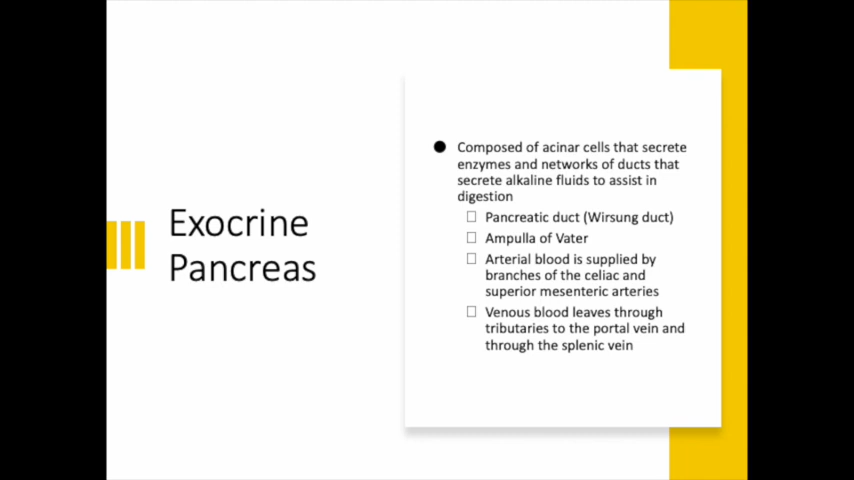 Exocrine
Pancreas
Composed of acinar cells that secrete
enzymes and networks of ducts that
secrete alkaline fluids to assist in
digestion
Pancreatic duct (Wirsung duct)
Ampulla of Vater
Arterial blood is supplied by
branches of the celiac and
superior mesenteric arteries
Venous blood leaves through
tributaries to the portal vein and
through the splenic vein